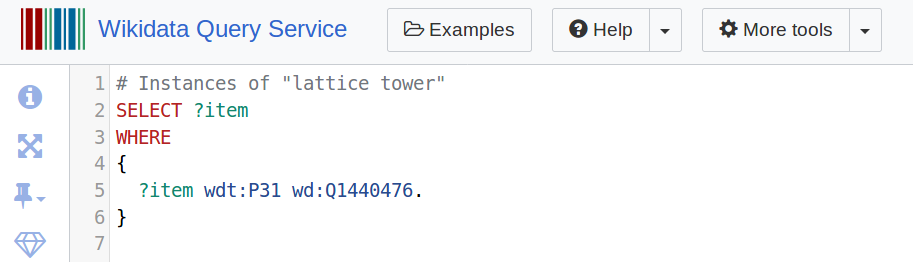 Wikidata Query Service Examples Help More tools
1 # Instances of "lattice tower"
2 SELECT ?item
3 WHERE
4 {
5 ?item wdt:P31 wd:Q1440476.
6 }
7